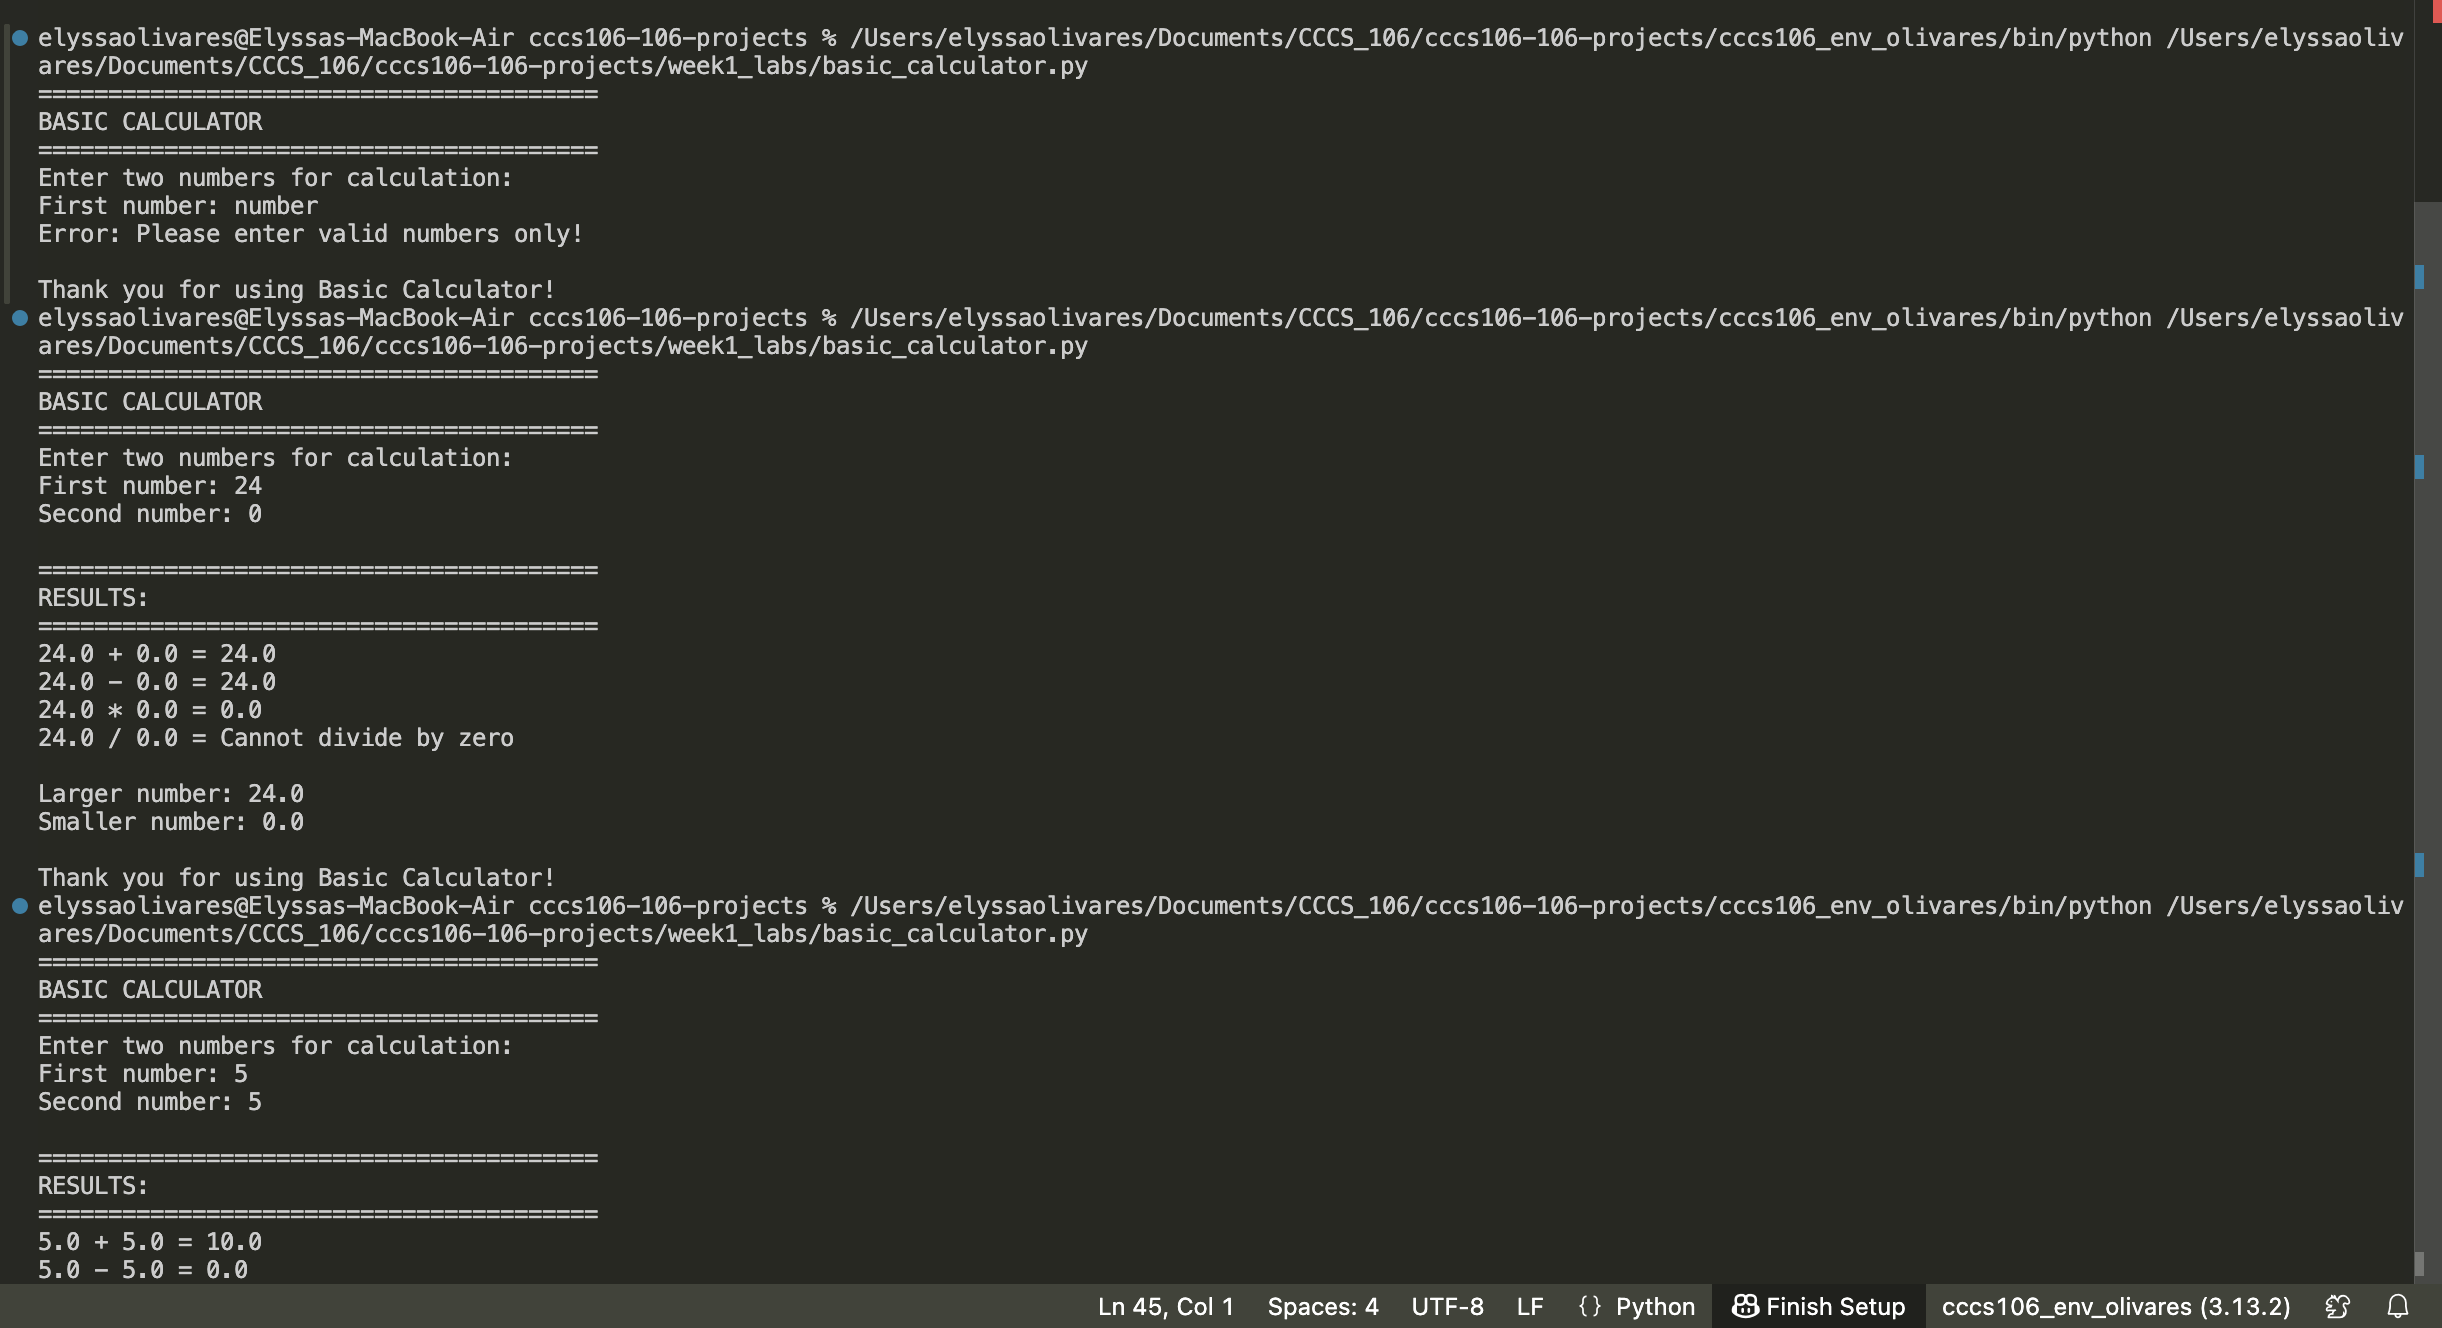 elyssaolivares@Elyssas-MacBook-Air cccs106-106-projects % /Users/elyssaolivares/Documents/CCCS_106/cccs106-106-projects/cccs106_env_olivares/bin/python /Users/elyssaoliv
ares/Documents/CCCS_106/cccs106-106-projects/week1_labs/basic_calculator.py
========================================
BASIC CALCULATOR
========================================
Enter two numbers for calculation:
First number: number
Error: Please enter valid numbers only!
Thank you for using Basic Calculator!
elyssaolivares@Elyssas-MacBook-Air cccs106-106-projects % /Users/elyssaolivares/Documents/CCCS_106/cccs106-106-projects/cccs106_env_olivares/bin/python /Users/elyssaoliv
ares/Documents/CCCS_106/cccs106-106-projects/week1_labs/basic_calculator.py
========================================
BASIC CALCULATOR
========================================
Enter two numbers for calculation:
First number: 24
Second number: 0
========================================
RESULTS:
========================================
24.0 + 0.0 = 24.0
24.0 - 0.0 = 24.0
24.0 * 0.0 = 0.0
24.0 / 0.0 = Cannot divide by zero
Larger number: 24.0
Smaller number: 0.0
Thank you for using Basic Calculator!
elyssaolivares@Elyssas-MacBook-Air cccs106-106-projects % /Users/elyssaolivares/Documents/CCCS_106/cccs106-106-projects/cccs106_env_olivares/bin/python /Users/elyssaoliv
ares/Documents/CCCS_106/cccs106-106-projects/week1_labs/basic_calculator.py
========================================
BASIC CALCULATOR
========================================
Enter two numbers for calculation:
First number: 5
Second number: 5
========================================
RESULTS:
========================================
5.0 + 5.0 = 10.0
5.0 - 5.0 = 0.0
Ln 45, Col 1 Spaces: 4 UTF-8 LF {} Python Finish Setup cccs106_env_olivares (3.13.2)